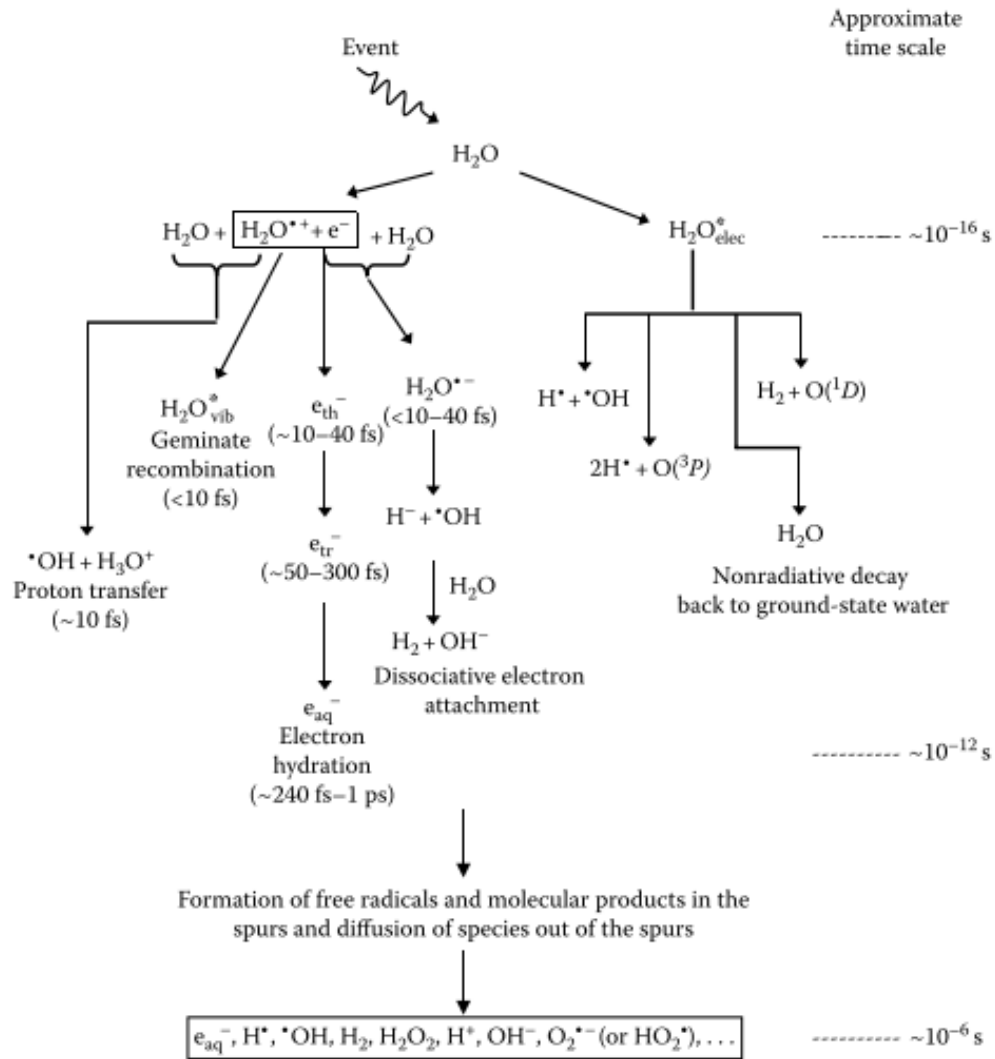 Approximate
time scale
Event
H₂O
H₂O + H₂O•⁺ + e⁻ + H₂O
H₂O*elec
~10⁻¹⁶ s
H₂O*vib
Geminate
recombination
(<10 fs)
eth⁻
(~10–40 fs)
H₂O•⁻
(<10–40 fs)
H• + •OH
H₂ + O(¹D)
2H• + O(³P)
H⁻ + •OH
H₂O
•OH + H₃O⁺
Proton transfer
(~10 fs)
etr⁻
(~50–300 fs)
H₂O
Nonradiative decay
back to ground-state water
H₂ + OH⁻
Dissociative electron
attachment
eaq⁻
Electron
hydration
(~240 fs–1 ps)
~10⁻¹² s
Formation of free radicals and molecular products in the
spurs and diffusion of species out of the spurs
eaq⁻, H•, •OH, H₂, H₂O₂, H⁺, OH⁻, O₂•⁻ (or HO₂•), . . .
~10⁻⁶ s